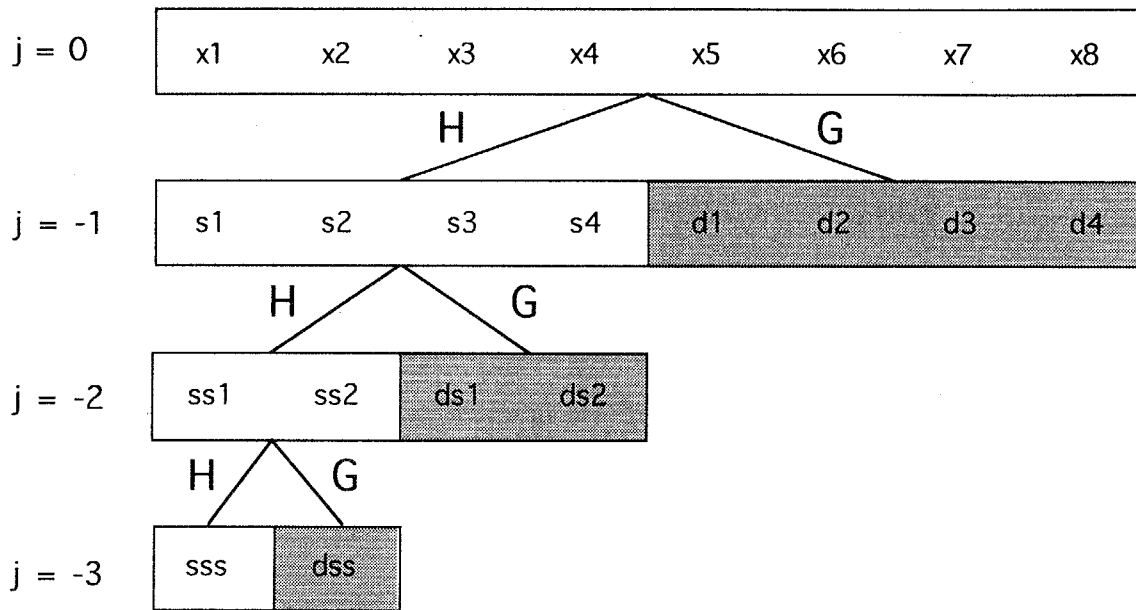 j = 0 x1 x2 x3 x4 x5 x6 x7 x8
H G
j = -1 s1 s2 s3 s4 d1 d2 d3 d4
H G
j = -2 ss1 ss2 ds1 ds2
H G
j = -3 sss dss